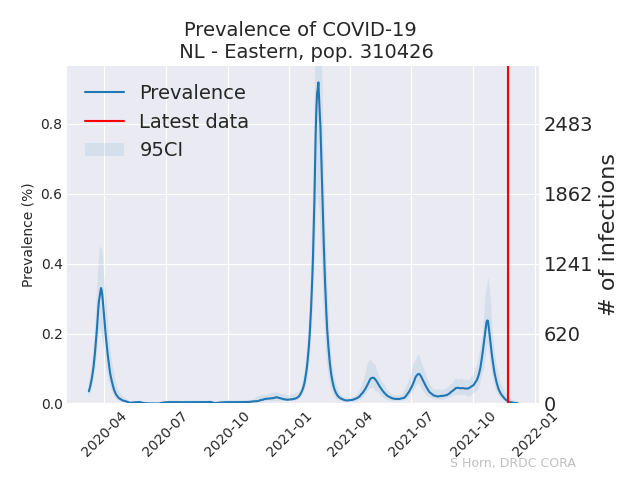 Prevalence of COVID-19
NL - Eastern, pop. 310426
Prevalence
Latest data
95CI
Prevalence (%)
0.8
0.6
0.4
0.2
0.0
2483
1862
1241
620
0
# of infections
2020-04
2020-07
2020-10
2021-01
2021-04
2021-07
2021-10
2022-01
S Horn, DRDC CORA